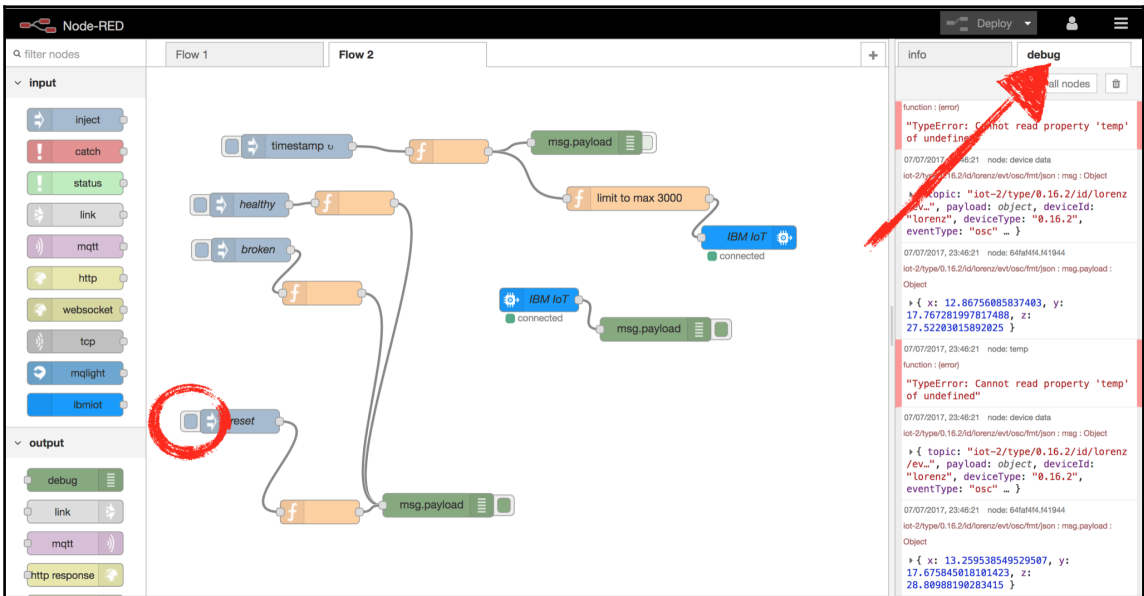 Node-RED
Deploy
filter nodes
Flow 1
Flow 2
+
info
debug
all nodes
input
inject
catch
status
link
mqtt
http
websocket
tcp
mqlight
ibmiot
output
debug
link
mqtt
http response
timestamp ↻
f
msg.payload
f
limit to max 3000
IBM IoT
connected
healthy
f
broken
f
IBM IoT
connected
msg.payload
reset
f
msg.payload
function : (error)
"TypeError: Cannot read property 'temp'
of undefined"
07/07/2017, 23:46:21 node: device data
iot-2/type/0.16.2/id/lorenz/evt/osc/fmt/json : msg : Object
topic: "iot-2/type/0.16.2/id/lorenz
/ev…", payload: object, deviceId:
"lorenz", deviceType: "0.16.2",
eventType: "osc" … }
07/07/2017, 23:46:21 node: 64faf4f4.f41944
iot-2/type/0.16.2/id/lorenz/evt/osc/fmt/json : msg.payload :
Object
▸{ x: 12.86756085837403, y:
17.767281997817488, z:
27.52203015892025 }
07/07/2017, 23:46:21 node: temp
function : (error)
"TypeError: Cannot read property 'temp'
of undefined"
07/07/2017, 23:46:21 node: device data
iot-2/type/0.16.2/id/lorenz/evt/osc/fmt/json : msg : Object
▸{ topic: "iot-2/type/0.16.2/id/lorenz
/ev…", payload: object, deviceId:
"lorenz", deviceType: "0.16.2",
eventType: "osc" … }
07/07/2017, 23:46:21 node: 64faf4f4.f41944
iot-2/type/0.16.2/id/lorenz/evt/osc/fmt/json : msg.payload :
Object
▸{ x: 13.259538549529507, y:
17.675845018101423, z:
28.80988190283415 }